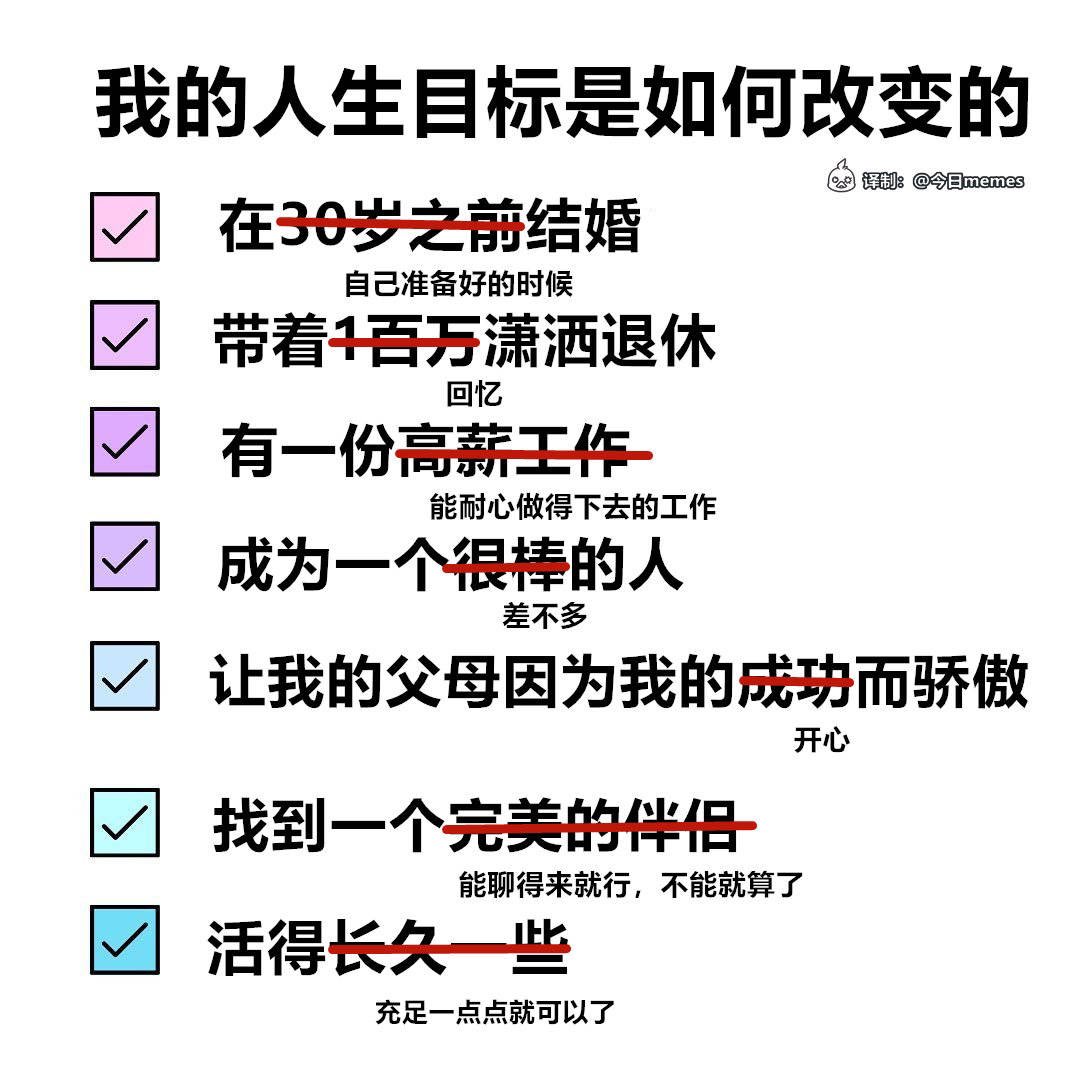 我的人生目标是如何改变的
译制：@今日memes
在30岁之前结婚
自己准备好的时候
带着1百万潇洒退休
回忆
有一份高薪工作
能耐心做得下去的工作
成为一个很棒的人
差不多
让我的父母因为我的成功而骄傲
开心
找到一个完美的伴侣
能聊得来就行，不能就算了
活得长久一些
充足一点点就可以了